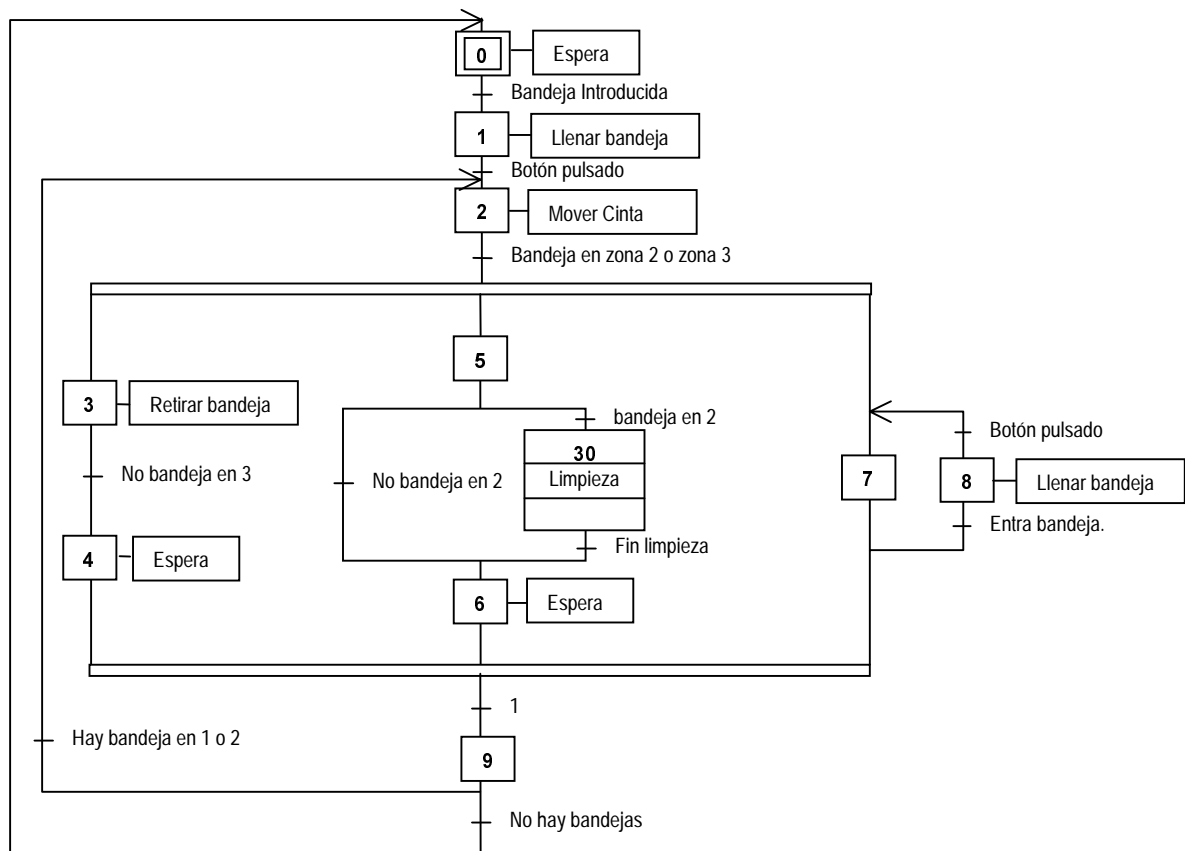 0
Espera
Bandeja Introducida
1
Llenar bandeja
Botón pulsado
2
Mover Cinta
Bandeja en zona 2 o zona 3
5
3
Retirar bandeja
bandeja en 2
30
Limpieza
No bandeja en 2
No bandeja en 3
Botón pulsado
7
8
Llenar bandeja
Entra bandeja.
Fin limpieza
4
Espera
6
Espera
1
Hay bandeja en 1 o 2
9
No hay bandejas